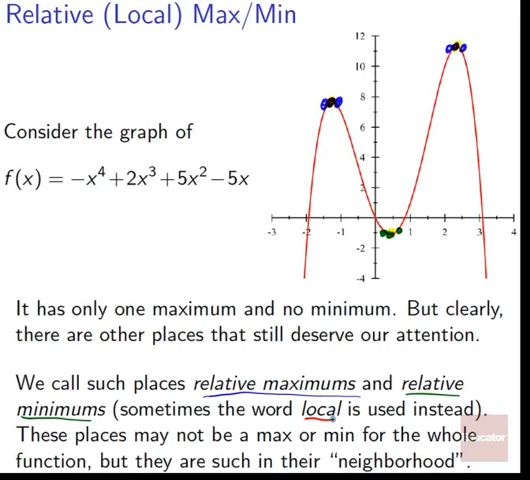 Relative (Local) Max/Min
12
10
8
6
4
2
-3 -2 -1 1 2 3 4
-2
-4
Consider the graph of
f(x) = −x⁴+2x³+5x²−5x
It has only one maximum and no minimum. But clearly,
there are other places that still deserve our attention.
We call such places relative maximums and relative
minimums (sometimes the word local is used instead).
These places may not be a max or min for the whole
function, but they are such in their “neighborhood”.